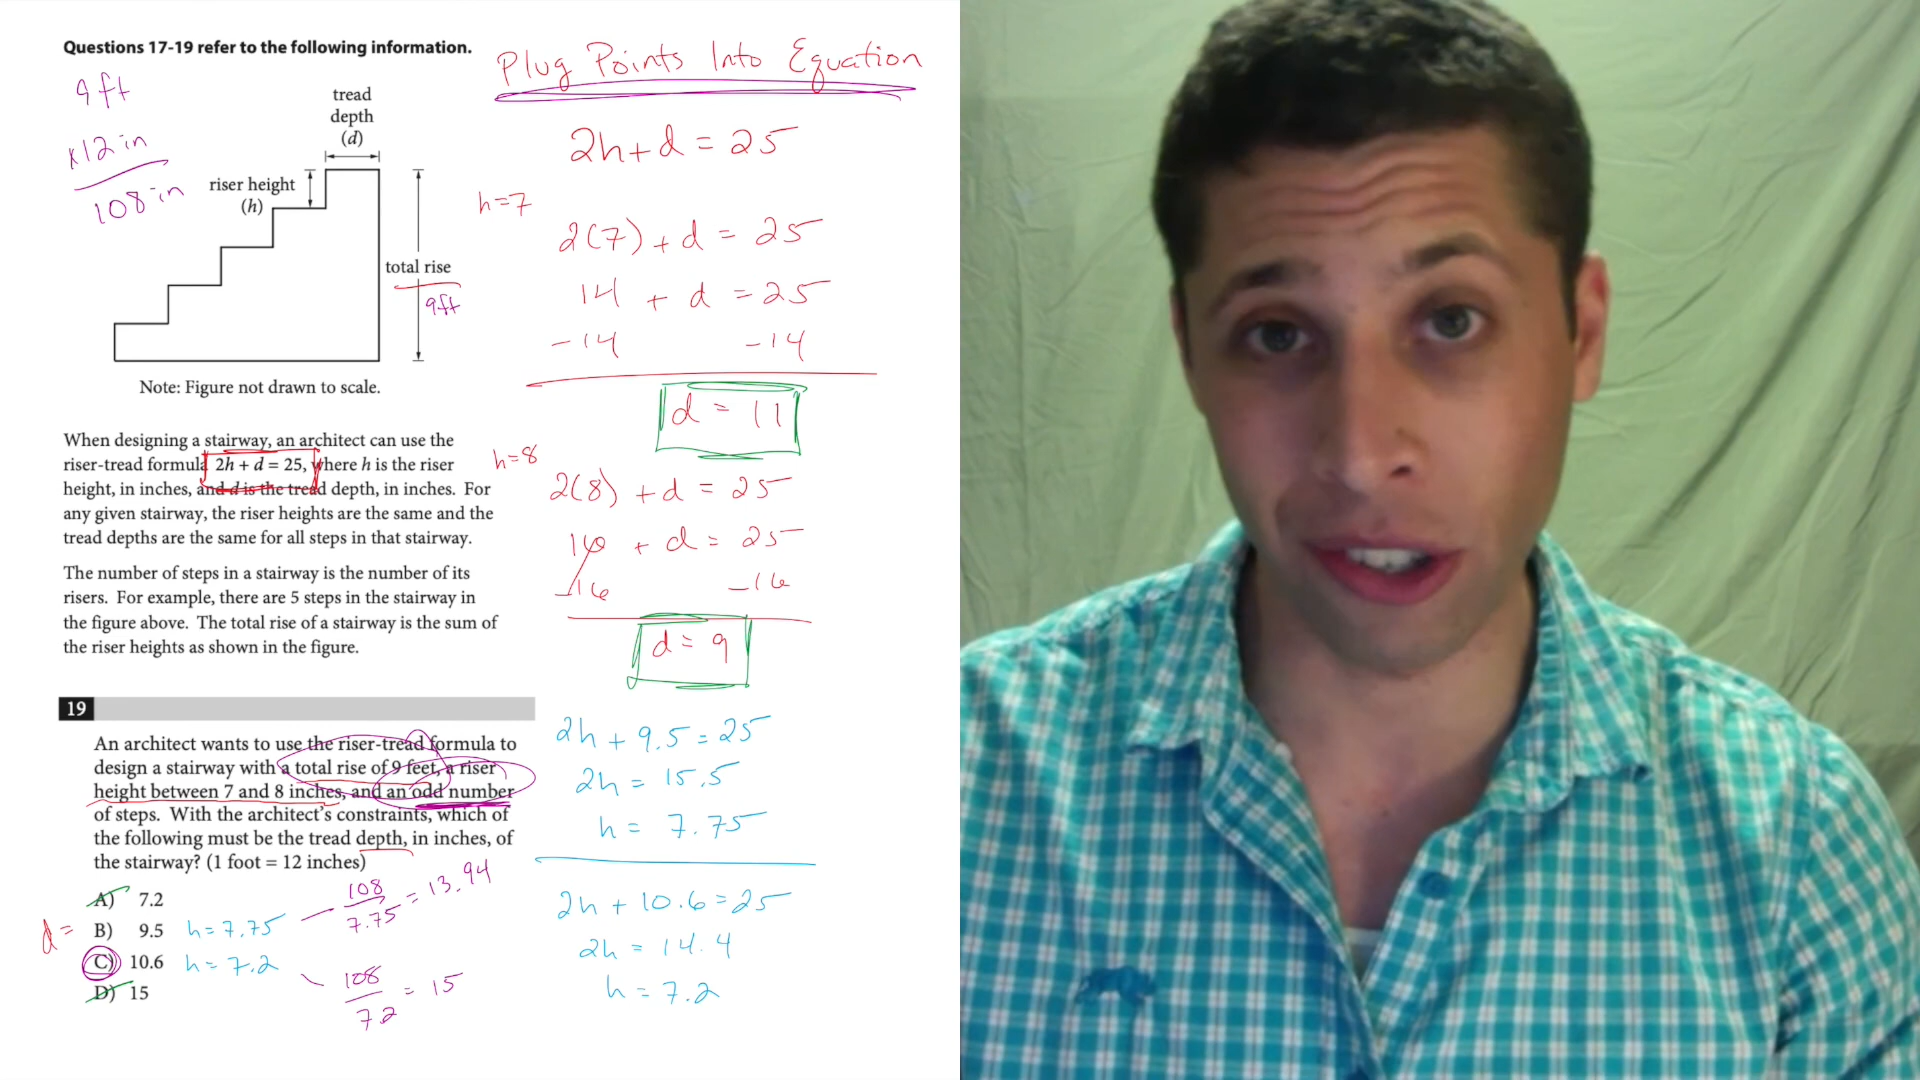 Questions 17-19 refer to the following information.
9ft
x12 in
108 in
tread
depth
(d)
riser height
(h)
total rise
9ft
Note: Figure not drawn to scale.
When designing a stairway, an architect can use the
riser-tread formula 2h + d = 25, where h is the riser
height, in inches, and d is the tread depth, in inches. For
any given stairway, the riser heights are the same and the
tread depths are the same for all steps in that stairway.
The number of steps in a stairway is the number of its
risers. For example, there are 5 steps in the stairway in
the figure above. The total rise of a stairway is the sum of
the riser heights as shown in the figure.
19
An architect wants to use the riser-tread formula to
design a stairway with a total rise of 9 feet, a riser
height between 7 and 8 inches, and an odd number
of steps. With the architect's constraints, which of
the following must be the tread depth, in inches, of
the stairway? (1 foot = 12 inches)
d =
A) 7.2
B) 9.5 h = 7.75
C) 10.6 h = 7.2
D) 15
108/7.75 = 13.94
108/7.2 = 15
Plug Points Into Equation
2h+d = 25
h=7
2(7) + d = 25
14 + d = 25
-14 -14
d = 11
h=8
2(8) + d = 25
16 + d = 25
-16 -16
d = 9
2h + 9.5 = 25
2h = 15.5
h = 7.75
2h + 10.6 = 25
2h = 14.4
h = 7.2